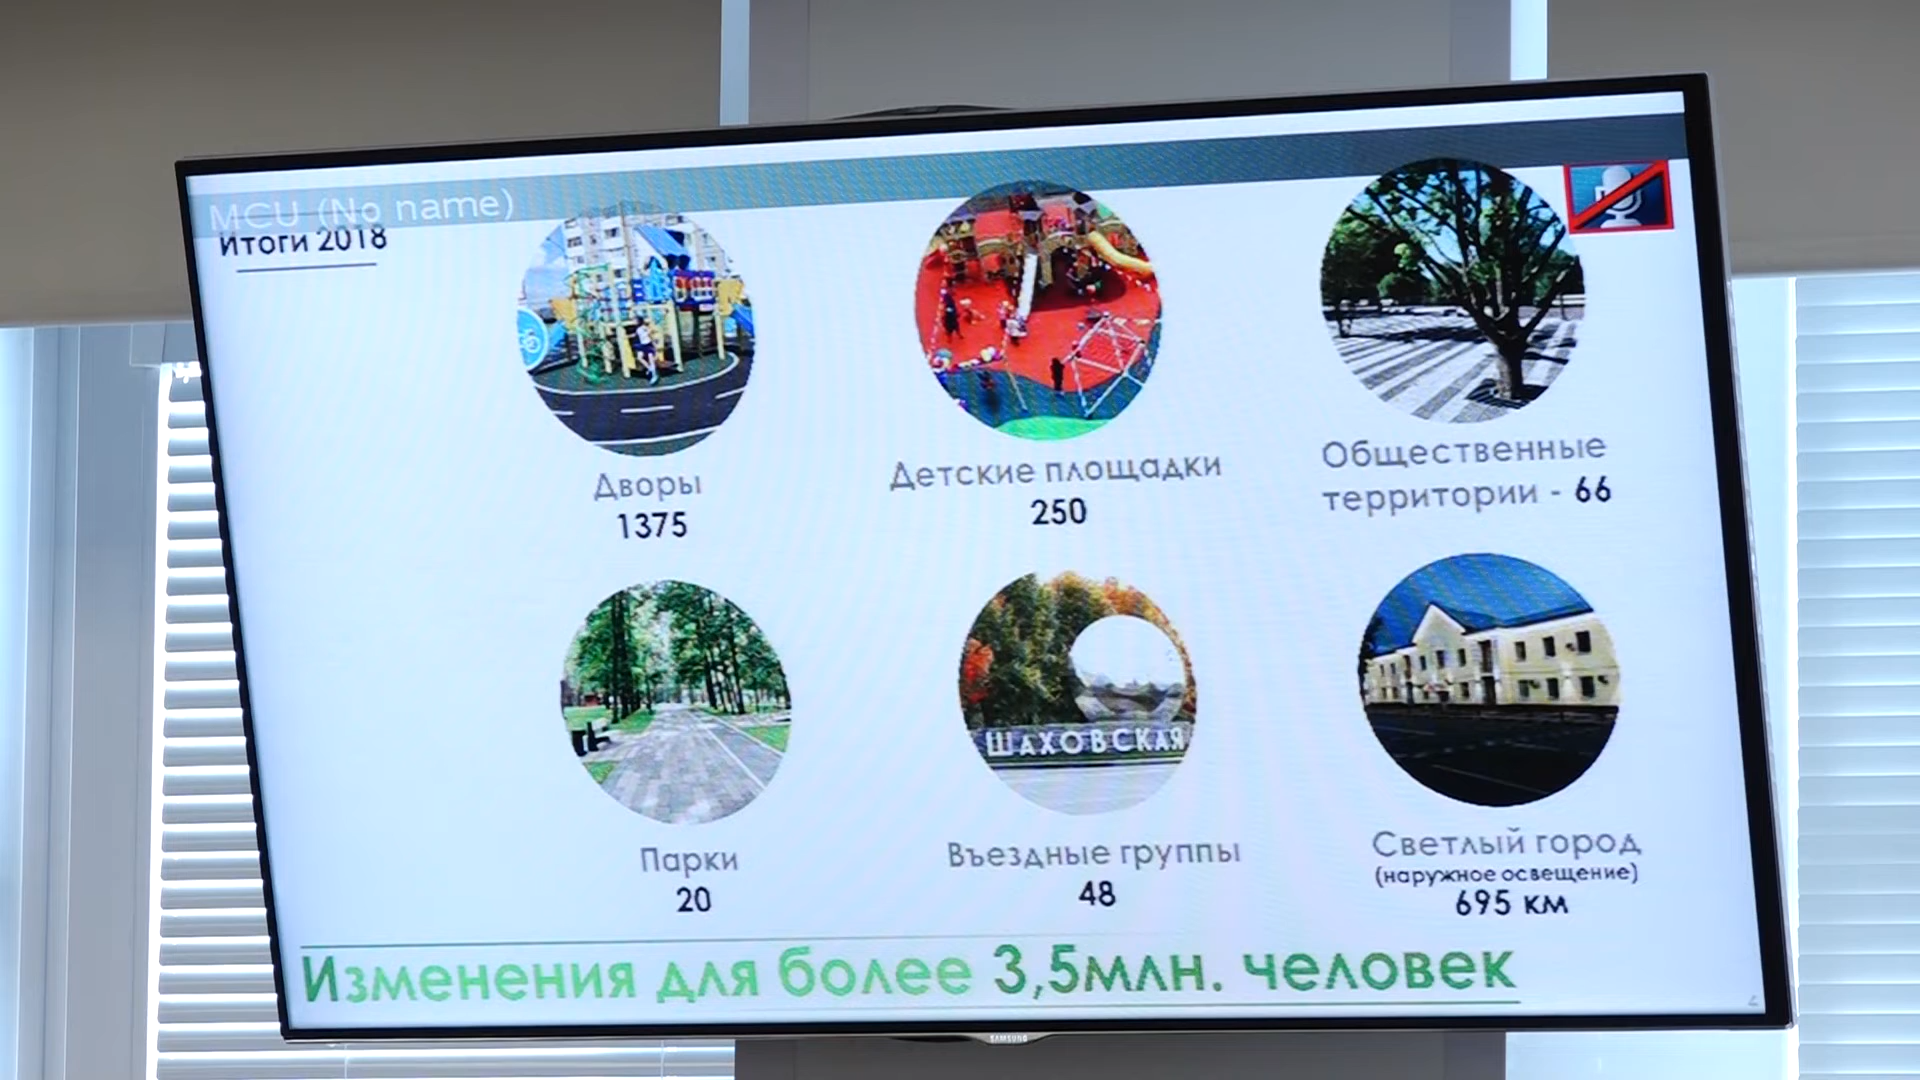 MCU (No name)
Итоги 2018
Дворы
1375
Детские площадки
250
Общественные
территории - 66
Парки
20
ШАХОВСКАЯ
Въездные группы
48
Светлый город
(наружное освещение)
695 км
Изменения для более 3,5млн. человек
4
SAMSUNG